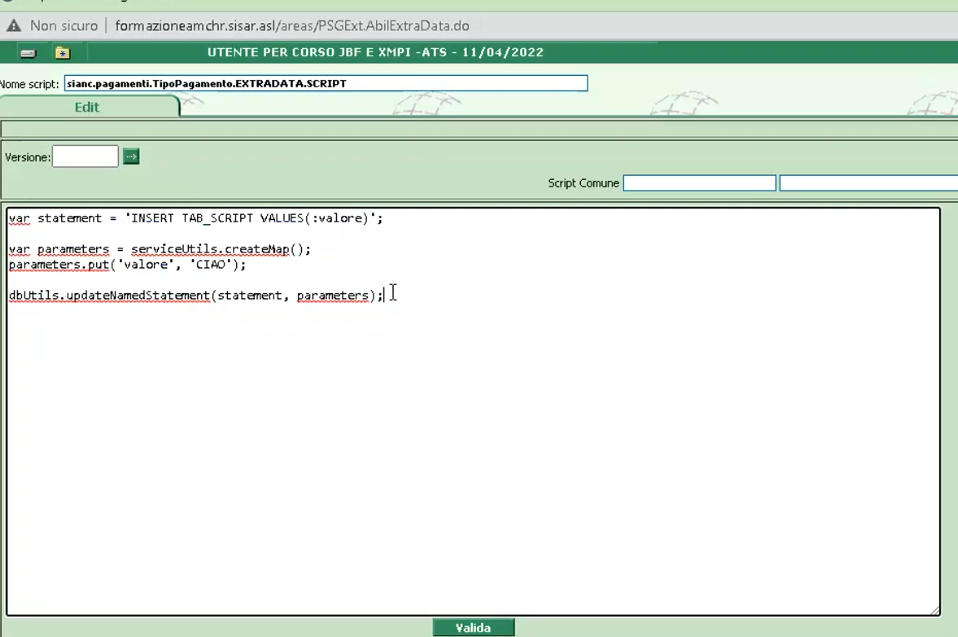 Non sicuro formazioneamchr.sisar.asl/areas/PSGExt.AbilExtraData.do
UTENTE PER CORSO JBF E XMPI -ATS - 11/04/2022
Nome script: sianc.pagamenti.TipoPagamento.EXTRADATA.SCRIPT
Edit
Versione:
Script Comune
var statement = 'INSERT TAB_SCRIPT VALUES(:valore)';
var parameters = serviceUtils.createMap();
parameters.put('valore', 'CIAO');
dbUtils.updateNamedStatement(statement, parameters);
Valida